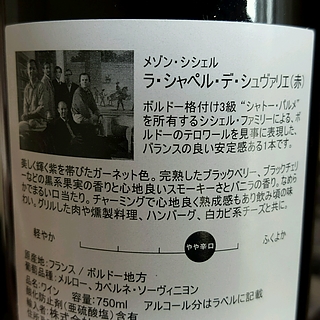 メゾン・シシェル
ラ・シャペル・デ・シュヴァリエ(赤)
ボルドー格付け3級 “シャトー・パルメ”
を所有するシシェル・ファミリーによる、ボ
ルドーのテロワールを見事に表現した、
バランスの良い安定感ある1本です。
美しく輝く紫を帯びたガーネット色。完熟したブラックベリー、ブラックチェリ
ーなどの黒系果実の香りと心地良いスモーキーさとバニラの香り。なめら
かでまるい口当たり。チャーミングで心地良く熟成感もあり飲み頃の味
わい。グリルした肉や燻製料理、ハンバーグ、白カビ系チーズと共に。
軽やか やや辛口 ふくよか
原産地:フランス / ボルドー地方
葡萄品種:メルロー、カベルネ・ソーヴィニヨン
品名:ワイン 容量:750ml アルコール分はラベルに記載
酸化防止剤(亜硫酸塩)含有